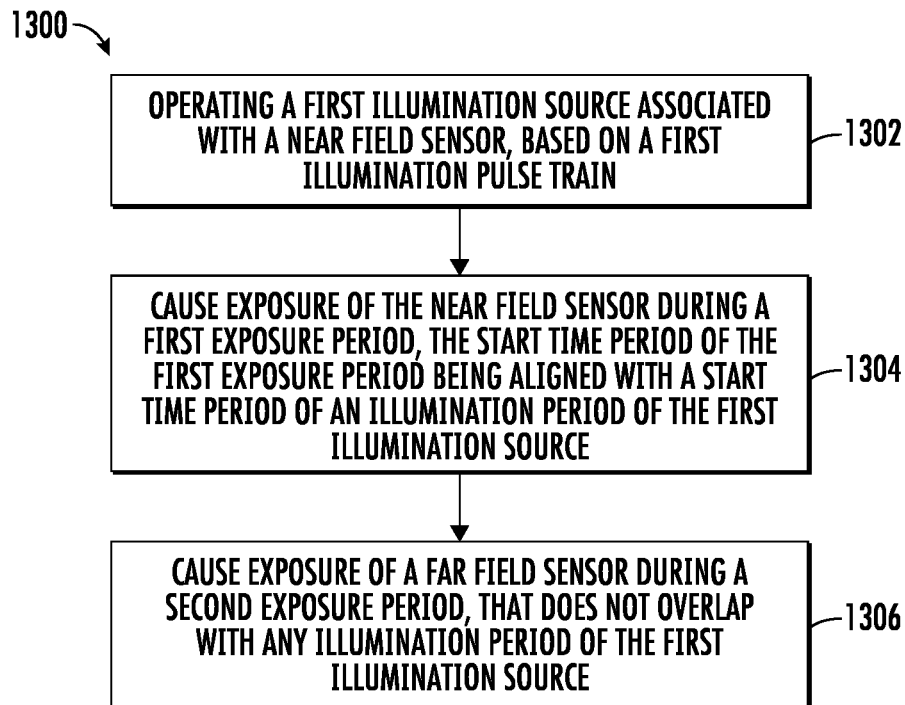 1300
OPERATING A FIRST ILLUMINATION SOURCE ASSOCIATED
WITH A NEAR FIELD SENSOR, BASED ON A FIRST
ILLUMINATION PULSE TRAIN
1302
CAUSE EXPOSURE OF THE NEAR FIELD SENSOR DURING A
FIRST EXPOSURE PERIOD, THE START TIME PERIOD OF THE
FIRST EXPOSURE PERIOD BEING ALIGNED WITH A START
TIME PERIOD OF AN ILLUMINATION PERIOD OF THE FIRST
ILLUMINATION SOURCE
1304
CAUSE EXPOSURE OF A FAR FIELD SENSOR DURING A
SECOND EXPOSURE PERIOD, THAT DOES NOT OVERLAP
WITH ANY ILLUMINATION PERIOD OF THE FIRST
ILLUMINATION SOURCE
1306